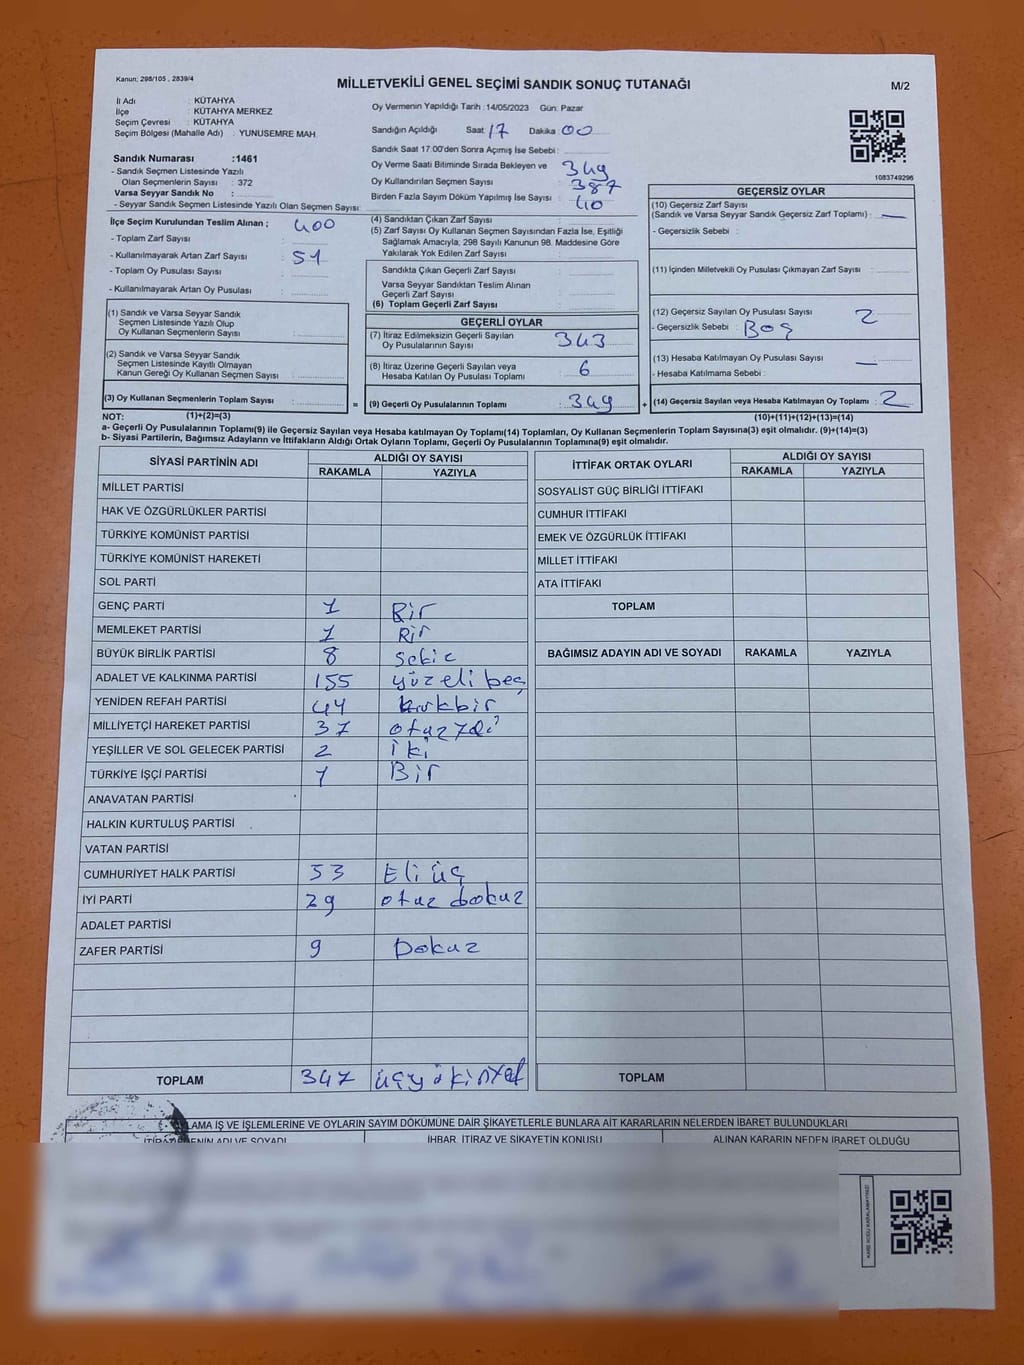 Kanun; 298/105 , 2839/4
MİLLETVEKİLİ GENEL SEÇİMİ SANDIK SONUÇ TUTANAĞI
M/2
İl Adı : KÜTAHYA
İlçe : KÜTAHYA MERKEZ
Seçim Çevresi : KÜTAHYA
Seçim Bölgesi (Mahalle Adı) : YUNUSEMRE MAH.
Oy Vermenin Yapıldığı Tarih :14/05/2023 Gün: Pazar
Sandığın Açıldığı Saat: 17 Dakika : 00
Sandık Saat 17:00'den Sonra Açımış İse Sebebi :
Oy Verme Saati Bitiminde Sırada Bekleyen ve 349
Oy Kullandırılan Seçmen Sayısı 387
Birden Fazla Sayım Döküm Yapılmış İse Sayısı : 40
1083749296
Sandık Numarası :1461
- Sandık Seçmen Listesinde Yazılı
Olan Seçmenlerin Sayısı : 372
Varsa Seyyar Sandık No :
- Seyyar Sandık Seçmen Listesinde Yazılı Olan Seçmen Sayısı:
İlçe Seçim Kurulundan Teslim Alınan ; 400
- Toplam Zarf Sayısı :
- Kullanılmayarak Artan Zarf Sayısı : 51
- Toplam Oy Pusulası Sayısı :
- Kullanılmayarak Artan Oy Pusulası :
(1) Sandık ve Varsa Seyyar Sandık
Seçmen Listesinde Yazılı Olup
Oy Kullanan Seçmenlerin Sayısı :
(2) Sandık ve Varsa Seyyar Sandık
Seçmen Listesinde Kayıtlı Olmayan
Kanun Gereği Oy Kullanan Seçmen Sayısı :
(3) Oy Kullanan Seçmenlerin Toplam Sayısı :
=
(4) Sandıktan Çıkan Zarf Sayısı :
(5) Zarf Sayısı Oy Kullanan Seçmen Sayısından Fazla İse, Eşitliği
Sağlamak Amacıyla, 298 Sayılı Kanunun 98. Maddesine Göre
Yakılarak Yok Edilen Zarf Sayısı :
Sandıkta Çıkan Geçerli Zarf Sayısı :
Varsa Seyyar Sandıktan Teslim Alınan
Geçerli Zarf Sayısı :
(6) Toplam Geçerli Zarf Sayısı :
GEÇERLİ OYLAR
(7) İtiraz Edilmeksizin Geçerli Sayılan
Oy Pusulalarının Sayısı : 343
(8) İtiraz Üzerine Geçerli Sayılan veya
Hesaba Katılan Oy Pusulaları Toplamı : 6
(9) Geçerli Oy Pusulalarının Toplamı : 349
+
GEÇERSİZ OYLAR
(10) Geçersiz Zarf Sayısı
(Sandık ve Varsa Seyyar Sandık Geçersiz Zarf Toplamı) : —
- Geçersizlik Sebebi :
(11) İçinden Milletvekili Oy Pusulası Çıkmayan Zarf Sayısı :
(12) Geçersiz Sayılan Oy Pusulası Sayısı : 2
- Geçersizlik Sebebi : Boş
(13) Hesaba Katılmayan Oy Pusulası Sayısı : —
- Hesaba Katılmama Sebebi :
(14) Geçersiz Sayılan veya Hesaba Katılmayan Oy Toplamı : 2
NOT: (1)+(2)=(3)
(10)+(11)+(12)+(13)=(14)
a- Geçerli Oy Pusulalarının Toplamı(9) ile Geçersiz Sayılan veya Hesaba Katılmayan Oy Toplamı(14) Toplamları, Oy Kullanan Seçmenlerin Toplam Sayısına(3) eşit olmalıdır. (9)+(14)=(3)
b- Siyasi Partilerin, Bağımsız Adayların ve İttifakların Aldığı Ortak Oyların Toplamı, Geçerli Oy Pusulalarının Toplamına(9) eşit olmalıdır.
SİYASİ PARTİNİN ADI ALDIĞI OY SAYISI
RAKAMLA YAZIYLA
MİLLET PARTİSİ
HAK VE ÖZGÜRLÜKLER PARTİSİ
TÜRKİYE KOMÜNİST PARTİSİ
TÜRKİYE KOMÜNİST HAREKETİ
SOL PARTİ
GENÇ PARTİ 1 Bir
MEMLEKET PARTİSİ 1 Bir
BÜYÜK BİRLİK PARTİSİ 8 sekiz
ADALET VE KALKINMA PARTİSİ 155 yüzelibeş
YENİDEN REFAH PARTİSİ 44 kırkbir
MİLLİYETÇİ HAREKET PARTİSİ 37
YEŞİLLER VE SOL GELECEK PARTİSİ 2 iki
TÜRKİYE İŞÇİ PARTİSİ 1 Bir
ANAVATAN PARTİSİ
HALKIN KURTULUŞ PARTİSİ
VATAN PARTİSİ
CUMHURİYET HALK PARTİSİ 53 Eli üç
İYİ PARTİ 29 otuz dokuz
ADALET PARTİSİ
ZAFER PARTİSİ 9 Dokuz
TOPLAM 347
İTTİFAK ORTAK OYLARI ALDIĞI OY SAYISI
RAKAMLA YAZIYLA
SOSYALİST GÜÇ BİRLİĞİ İTTİFAKI
CUMHUR İTTİFAKI
EMEK VE ÖZGÜRLÜK İTTİFAKI
MİLLET İTTİFAKI
ATA İTTİFAKI
TOPLAM
BAĞIMSIZ ADAYIN ADI VE SOYADI RAKAMLA YAZIYLA
TOPLAM
LAMA İŞ VE İŞLEMLERİNE VE OYLARIN SAYIM DÖKÜMÜNE DAİR ŞİKAYETLERLE BUNLARA AİT KARARLARIN NELERDEN İBARET BULUNDUKLARI
ADI VE SOYADI İHBAR, İTİRAZ VE ŞİKAYETİN KONUSU ALINAN KARARIN NEDEN İBARET OLDUĞU